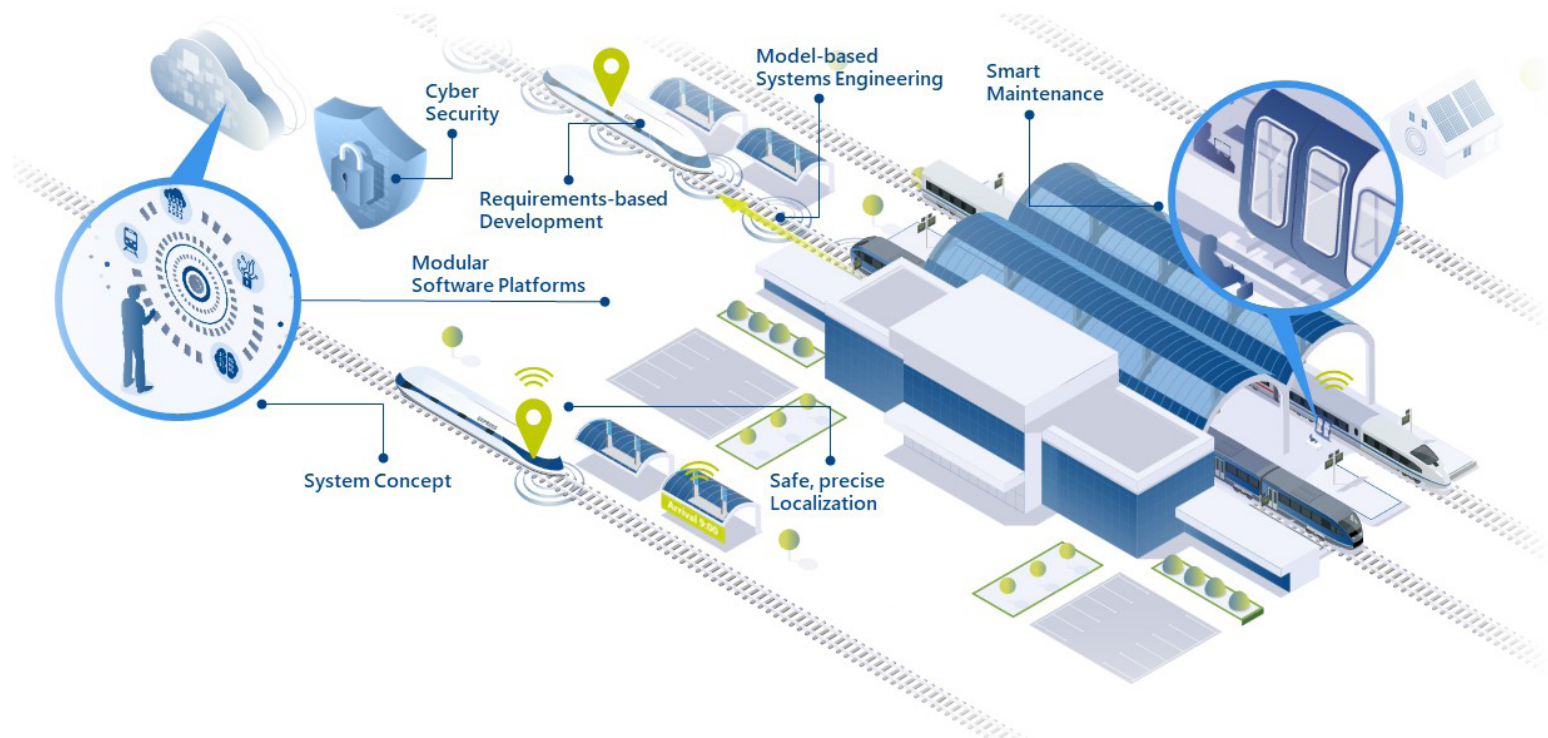 Model-based
Systems Engineering
Smart
Maintenance
Cyber
Security
Requirements-based
Development
Modular
Software Platforms
System Concept
Safe, precise
Localization
EXPRESS
Arrival 9:00